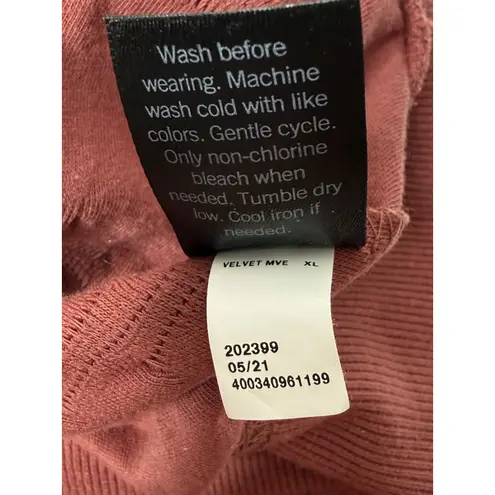 Wash before
wearing. Machine
wash cold with like
colors. Gentle cycle.
Only non-chlorine
bleach when
needed. Tumble dry
low. Cool iron if
needed.
VELVET MVE XL
202399
05/21
400340961199